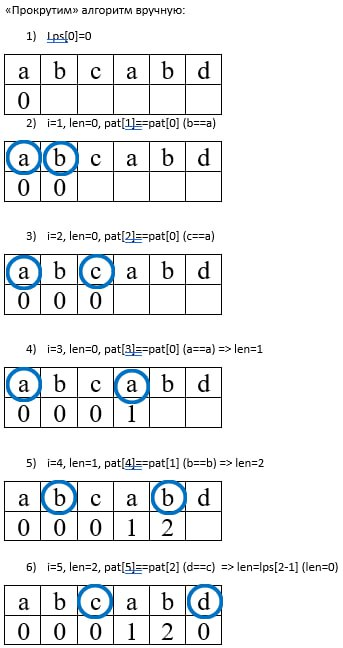 «Прокрутим» алгоритм вручную:
1) Lps[0]=0
a b c a b d
0
2) i=1, len=0, pat[1]==pat[0] (b==a)
a b c a b d
0 0
3) i=2, len=0, pat[2]==pat[0] (c==a)
a b c a b d
0 0 0
4) i=3, len=0, pat[3]==pat[0] (a==a) => len=1
a b c a b d
0 0 0 1
5) i=4, len=1, pat[4]==pat[1] (b==b) => len=2
a b c a b d
0 0 0 1 2
6) i=5, len=2, pat[5]==pat[2] (d==c) => len=lps[2-1] (len=0)
a b c a b d
0 0 0 1 2 0